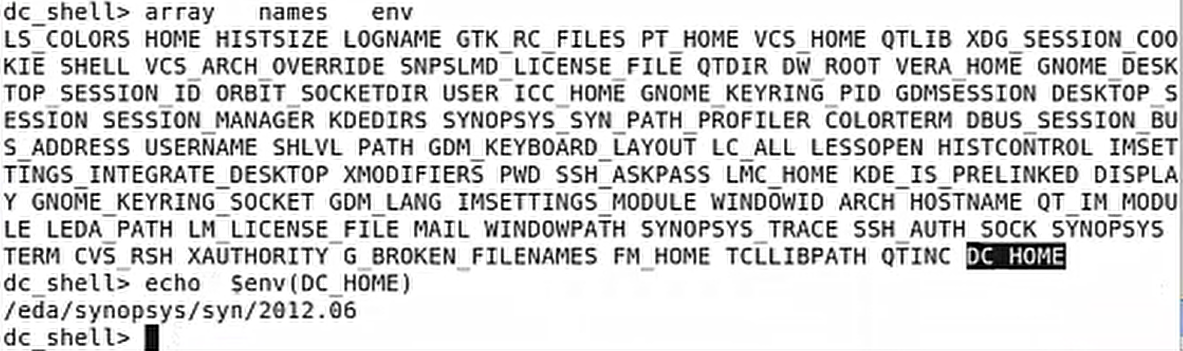 dc_shell> array   names   env
LS_COLORS HOME HISTSIZE LOGNAME GTK_RC_FILES PT_HOME VCS_HOME QTLIB XDG_SESSION_COO
KIE SHELL VCS_ARCH_OVERRIDE SNPSLMD_LICENSE_FILE QTDIR DW_ROOT VERA_HOME GNOME_DESK
TOP_SESSION_ID ORBIT_SOCKETDIR USER ICC_HOME GNOME_KEYRING_PID GDMSESSION DESKTOP_S
ESSION SESSION_MANAGER KDEDIRS SYNOPSYS_SYN_PATH_PROFILER COLORTERM DBUS_SESSION_BU
S_ADDRESS USERNAME SHLVL PATH GDM_KEYBOARD_LAYOUT LC_ALL LESSOPEN HISTCONTROL IMSET
TINGS_INTEGRATE_DESKTOP XMODIFIERS PWD SSH_ASKPASS LMC_HOME KDE_IS_PRELINKED DISPLA
Y GNOME_KEYRING_SOCKET GDM_LANG IMSETTINGS_MODULE WINDOWID ARCH HOSTNAME QT_IM_MODU
LE LEDA_PATH LM_LICENSE_FILE MAIL WINDOWPATH SYNOPSYS_TRACE SSH_AUTH_SOCK SYNOPSYS
TERM CVS_RSH XAUTHORITY G_BROKEN_FILENAMES FM_HOME TCLLIBPATH QTINC DC_HOME
dc_shell> echo  $env(DC_HOME)
/eda/synopsys/syn/2012.06
dc_shell>